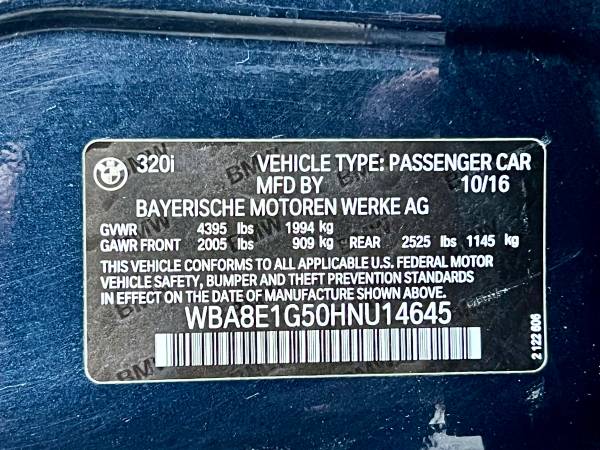 BMW 320i VEHICLE TYPE: PASSENGER CAR
MFD BY 10/16
BAYERISCHE MOTOREN WERKE AG
GVWR 4395 lbs 1994 kg
GAWR FRONT 2005 lbs 909 kg REAR 2525 lbs 1145 kg
THIS VEHICLE CONFORMS TO ALL APPLICABLE U.S. FEDERAL MOTOR
VEHICLE SAFETY, BUMPER, AND THEFT PREVENTION STANDARDS
IN EFFECT ON THE DATE OF MANUFACTURE SHOWN ABOVE.
WBA8E1G50HNU14645
2 122 606